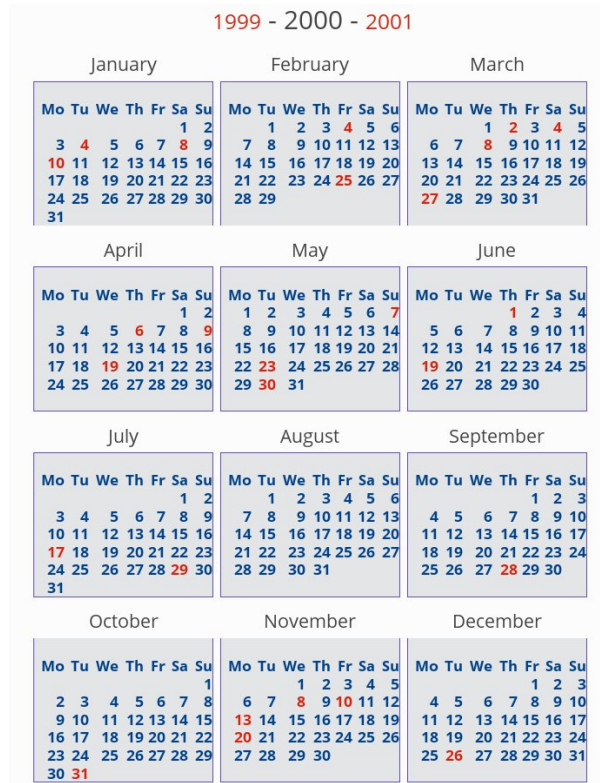 1999 - 2000 - 2001
January
Mo Tu We Th Fr Sa Su
1 2
3 4 5 6 7 8 9
10 11 12 13 14 15 16
17 18 19 20 21 22 23
24 25 26 27 28 29 30
31
February
Mo Tu We Th Fr Sa Su
1 2 3 4 5 6
7 8 9 10 11 12 13
14 15 16 17 18 19 20
21 22 23 24 25 26 27
28 29
March
Mo Tu We Th Fr Sa Su
1 2 3 4 5
6 7 8 9 10 11 12
13 14 15 16 17 18 19
20 21 22 23 24 25 26
27 28 29 30 31
April
Mo Tu We Th Fr Sa Su
1 2
3 4 5 6 7 8 9
10 11 12 13 14 15 16
17 18 19 20 21 22 23
24 25 26 27 28 29 30
May
Mo Tu We Th Fr Sa Su
1 2 3 4 5 6 7
8 9 10 11 12 13 14
15 16 17 18 19 20 21
22 23 24 25 26 27 28
29 30 31
June
Mo Tu We Th Fr Sa Su
1 2 3 4
5 6 7 8 9 10 11
12 13 14 15 16 17 18
19 20 21 22 23 24 25
26 27 28 29 30
July
Mo Tu We Th Fr Sa Su
1 2
3 4 5 6 7 8 9
10 11 12 13 14 15 16
17 18 19 20 21 22 23
24 25 26 27 28 29 30
31
August
Mo Tu We Th Fr Sa Su
1 2 3 4 5 6
7 8 9 10 11 12 13
14 15 16 17 18 19 20
21 22 23 24 25 26 27
28 29 30 31
September
Mo Tu We Th Fr Sa Su
1 2 3
4 5 6 7 8 9 10
11 12 13 14 15 16 17
18 19 20 21 22 23 24
25 26 27 28 29 30
October
Mo Tu We Th Fr Sa Su
1
2 3 4 5 6 7 8
9 10 11 12 13 14 15
16 17 18 19 20 21 22
23 24 25 26 27 28 29
30 31
November
Mo Tu We Th Fr Sa Su
1 2 3 4 5
6 7 8 9 10 11 12
13 14 15 16 17 18 19
20 21 22 23 24 25 26
27 28 29 30
December
Mo Tu We Th Fr Sa Su
1 2 3
4 5 6 7 8 9 10
11 12 13 14 15 16 17
18 19 20 21 22 23 24
25 26 27 28 29 30 31